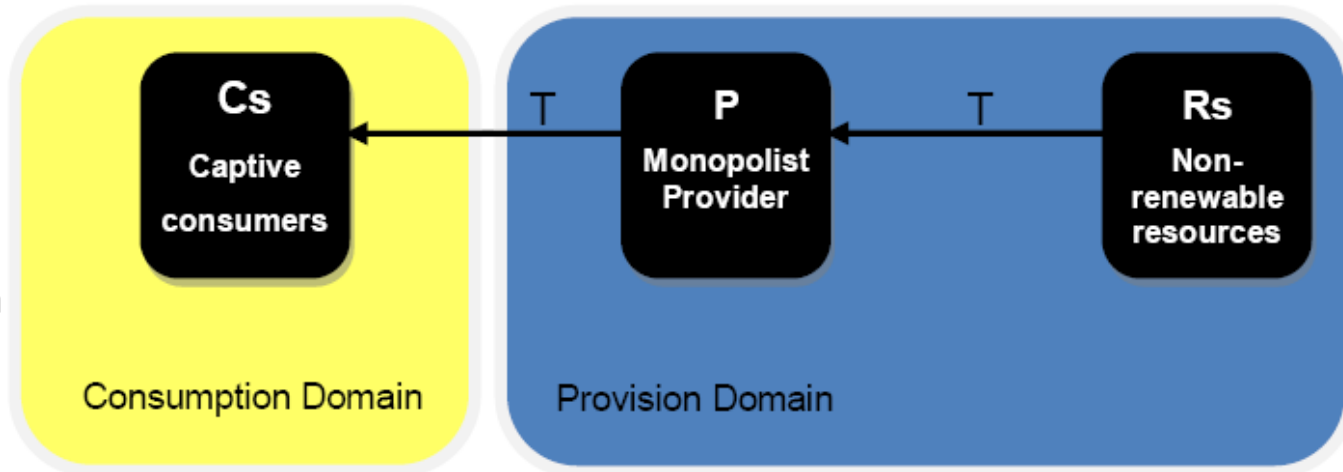 Cs
Captive
consumers
T
P
Monopolist
Provider
T
Rs
Non-
renewable
resources
Consumption Domain
Provision Domain